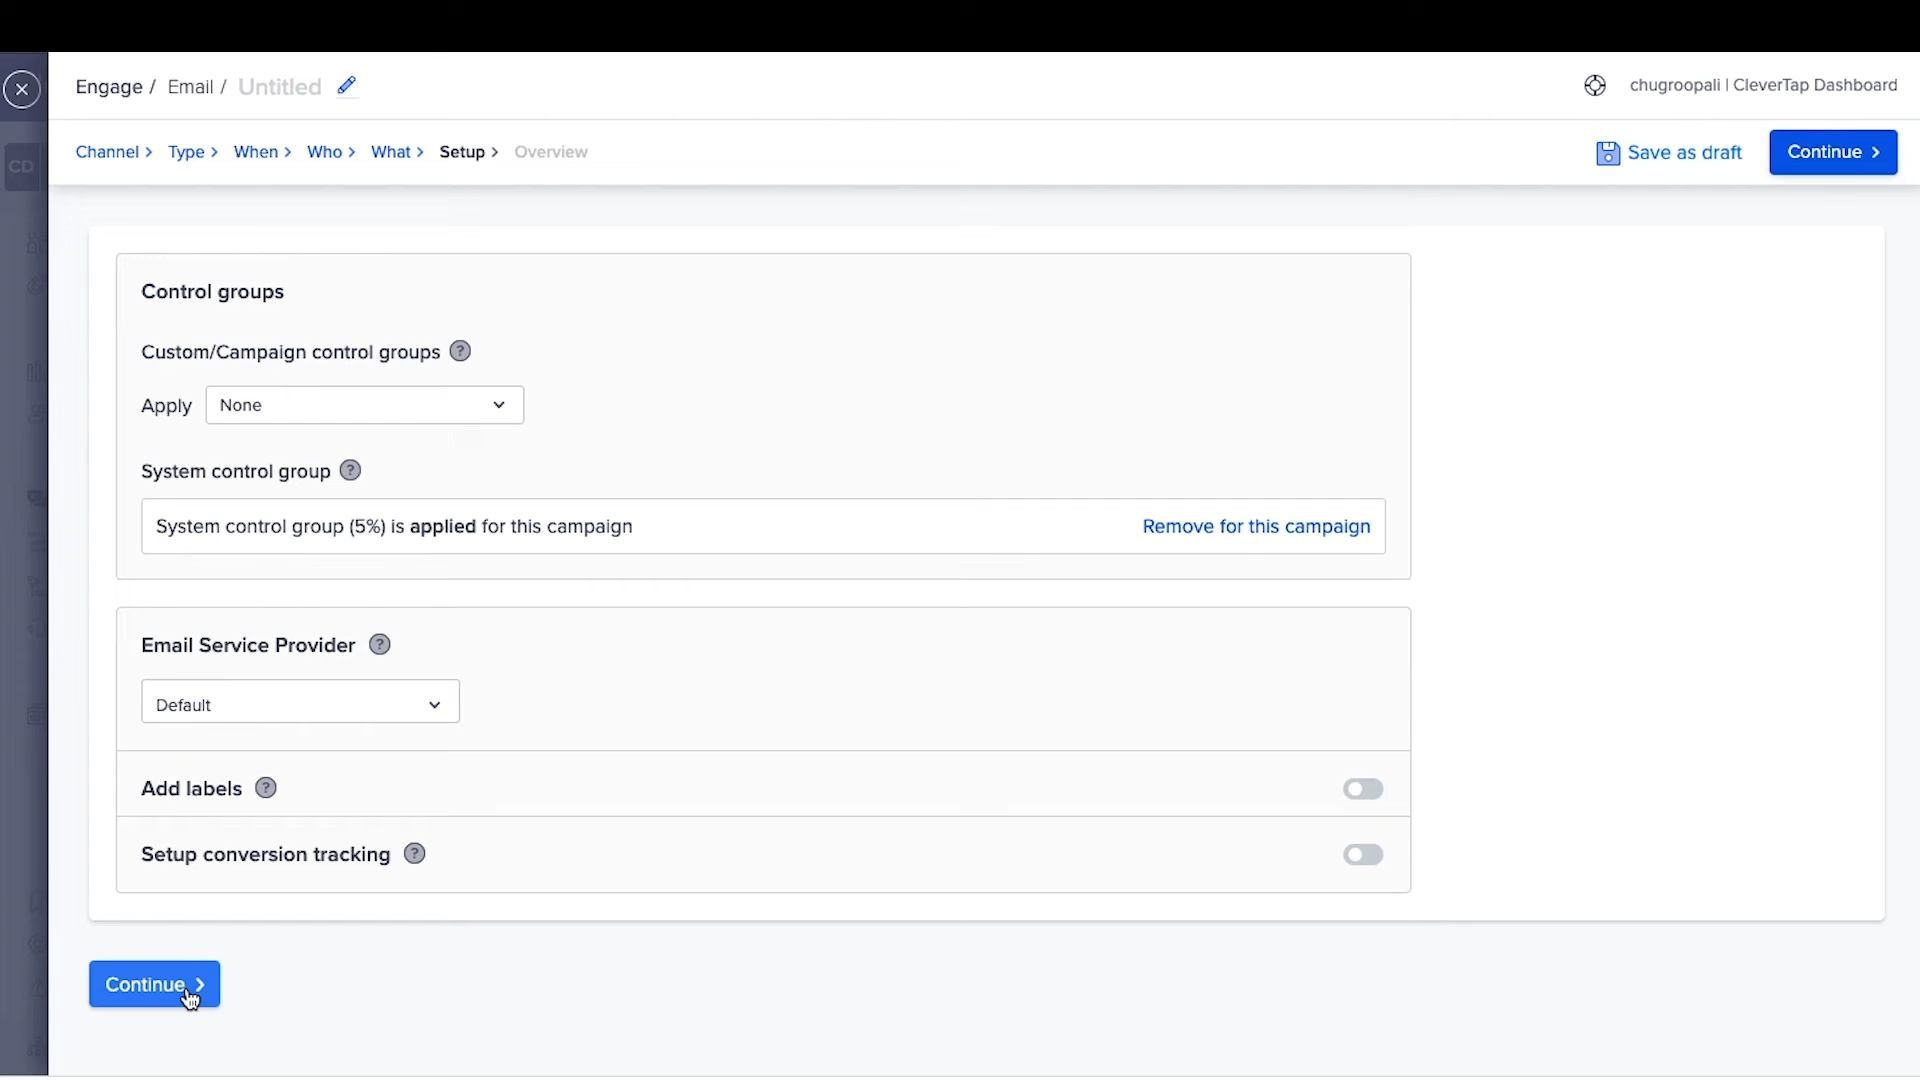 Engage / Email / Untitled
chugroopali | CleverTap Dashboard
CD
Channel > Type > When > Who > What > Setup > Overview
Save as draft
Continue >
Control groups
Custom/Campaign control groups ?
Apply None
System control group ?
System control group (5%) is applied for this campaign
Remove for this campaign
Email Service Provider ?
Default
Add labels ?
Setup conversion tracking ?
Continue >